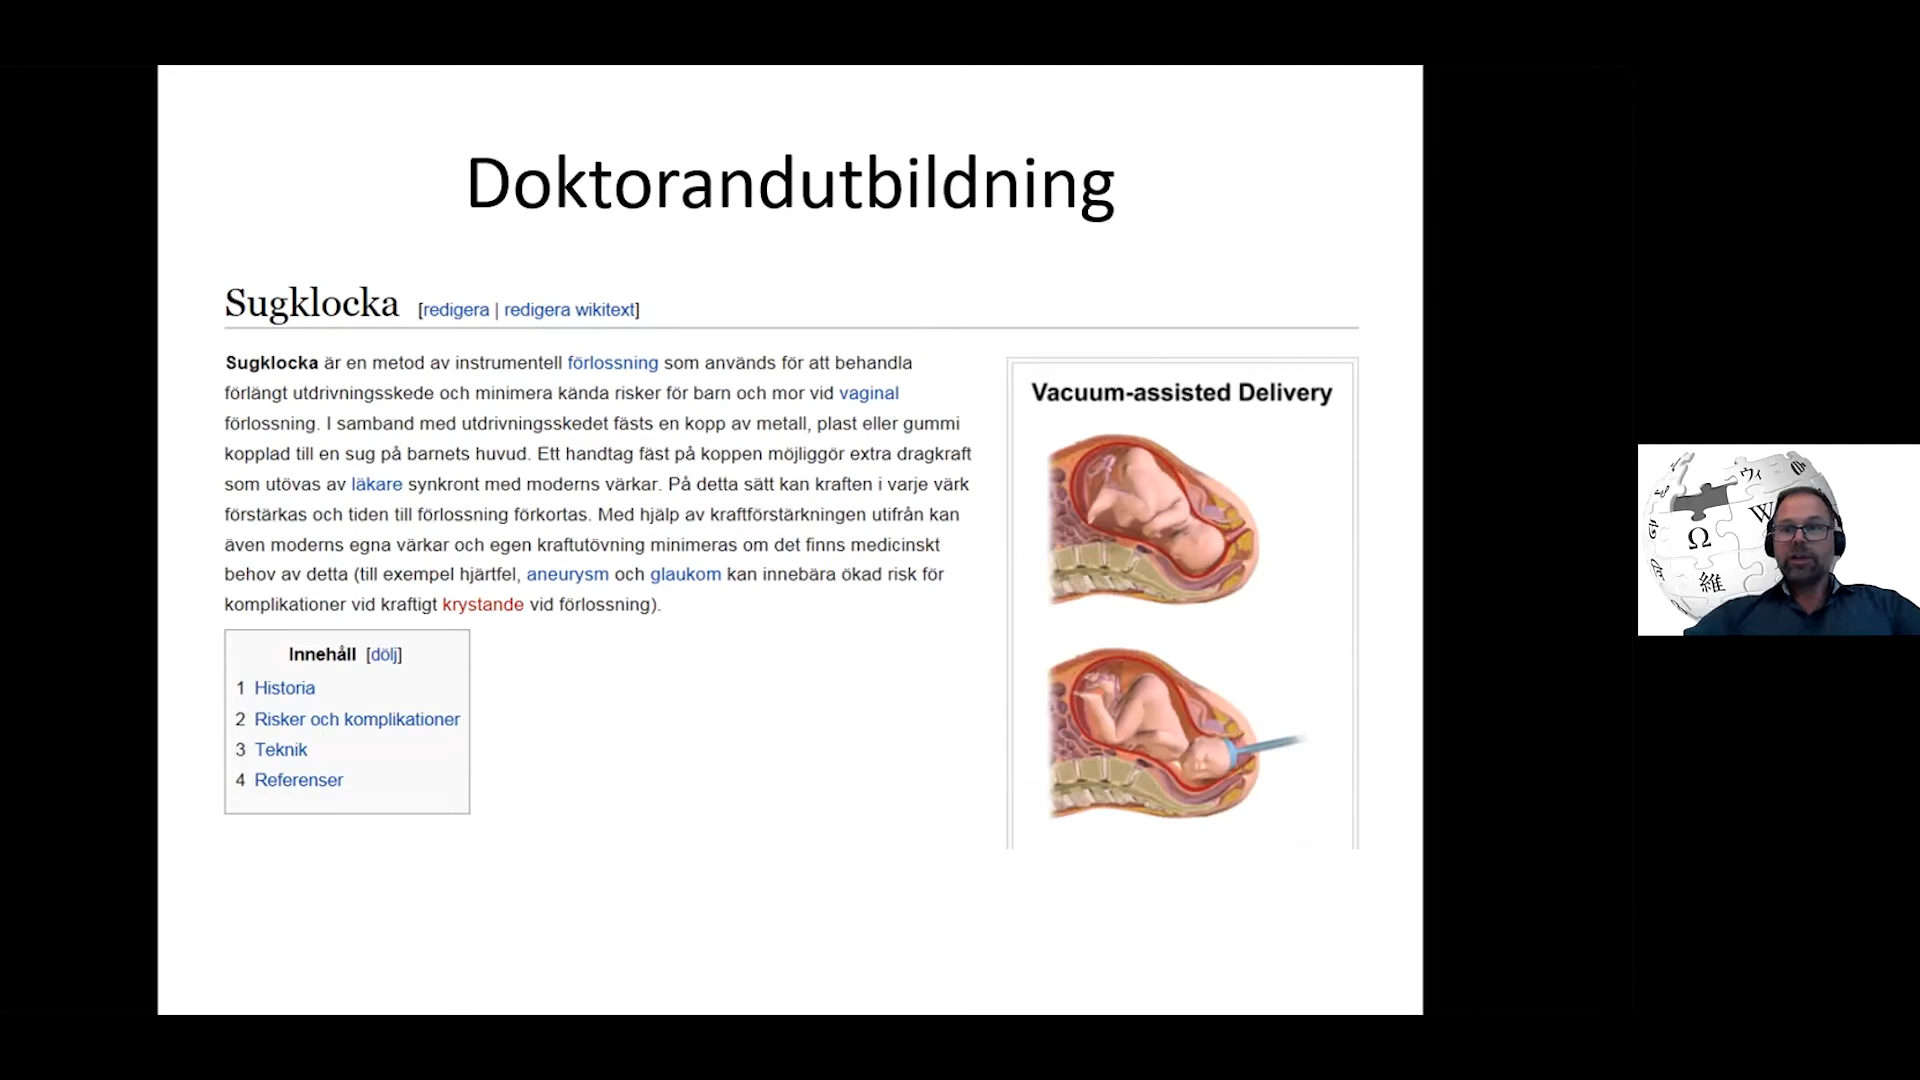 Doktorandutbildning
Sugklocka [redigera | redigera wikitext]
Sugklocka är en metod av instrumentell förlossning som används för att behandla
förlängt utdrivningsskede och minimera kända risker för barn och mor vid vaginal
förlossning. I samband med utdrivningsskedet fästs en kopp av metall, plast eller gummi
kopplad till en sug på barnets huvud. Ett handtag fäst på koppen möjliggör extra dragkraft
som utövas av läkare synkront med moderns värkar. På detta sätt kan kraften i varje värk
förstärkas och tiden till förlossning förkortas. Med hjälp av kraftförstärkningen utifrån kan
även moderns egna värkar och egen kraftutövning minimeras om det finns medicinskt
behov av detta (till exempel hjärtfel, aneurysm och glaukom kan innebära ökad risk för
komplikationer vid kraftigt krystande vid förlossning).
Innehåll [dölj]
1 Historia
2 Risker och komplikationer
3 Teknik
4 Referenser
Vacuum-assisted Delivery
ウィ
W
Ω
維